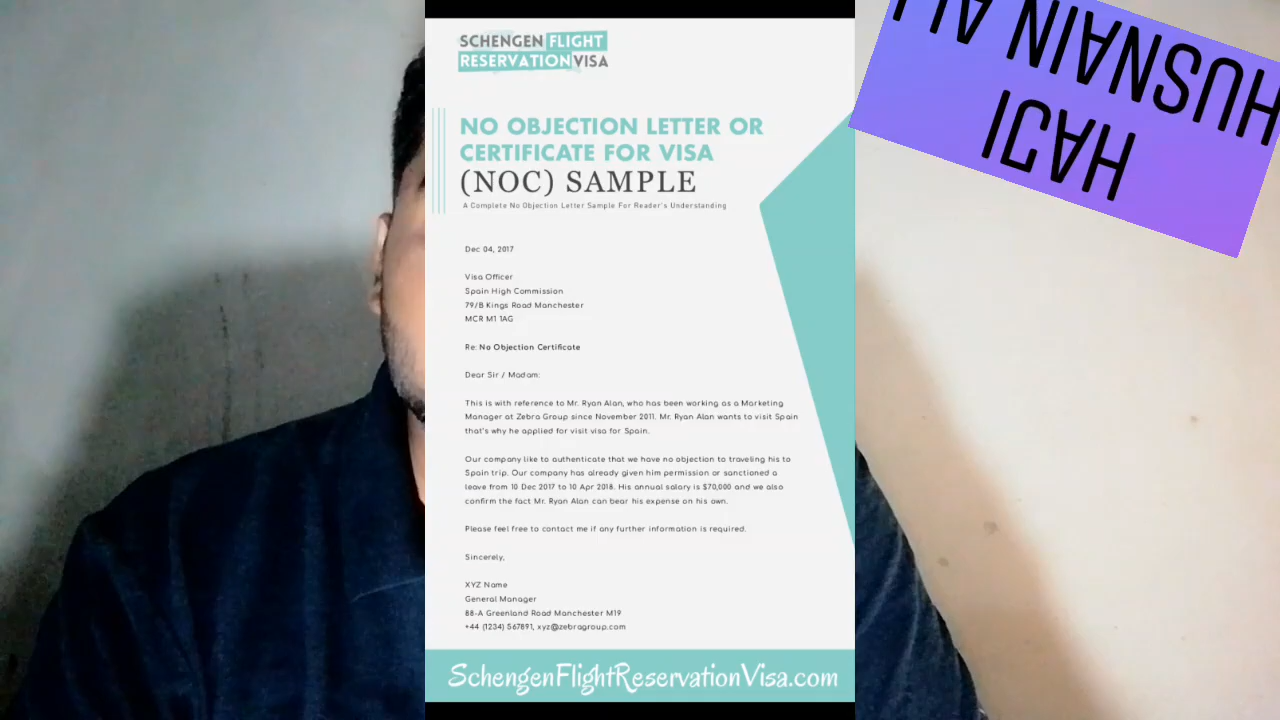 SCHENGEN FLIGHT
RESERVATION VISA
NO OBJECTION LETTER OR
CERTIFICATE FOR VISA
(NOC) SAMPLE
A Complete No Objection Letter Sample For Reader's Understanding
Dec 04, 2017
Visa Officer
Spain High Commission
79/B Kings Road Manchester
MCR M1 1AG
Re: No Objection Certificate
Dear Sir / Madam:
This is with reference to Mr. Ryan Alan, who has been working as a Marketing
Manager at Zebra Group since November 2011. Mr. Ryan Alan wants to visit Spain
that's why he applied for visit visa for Spain.
Our company like to authenticate that we have no objection to traveling his to
Spain trip. Our company has already given him permission or sanctioned a
leave from 10 Dec 2017 to 10 Apr 2018. His annual salary is $70,000 and we also
confirm the fact Mr. Ryan Alan can bear his expense on his own.
Please feel free to contact me if any further information is required.
Sincerely,
XYZ Name
General Manager
88-A Greenland Road Manchester M19
+44 (1234) 567891, xyz@zebragroup.com
SchengenFlightReservationVisa.com
HAJI
HUSNAIN ALI